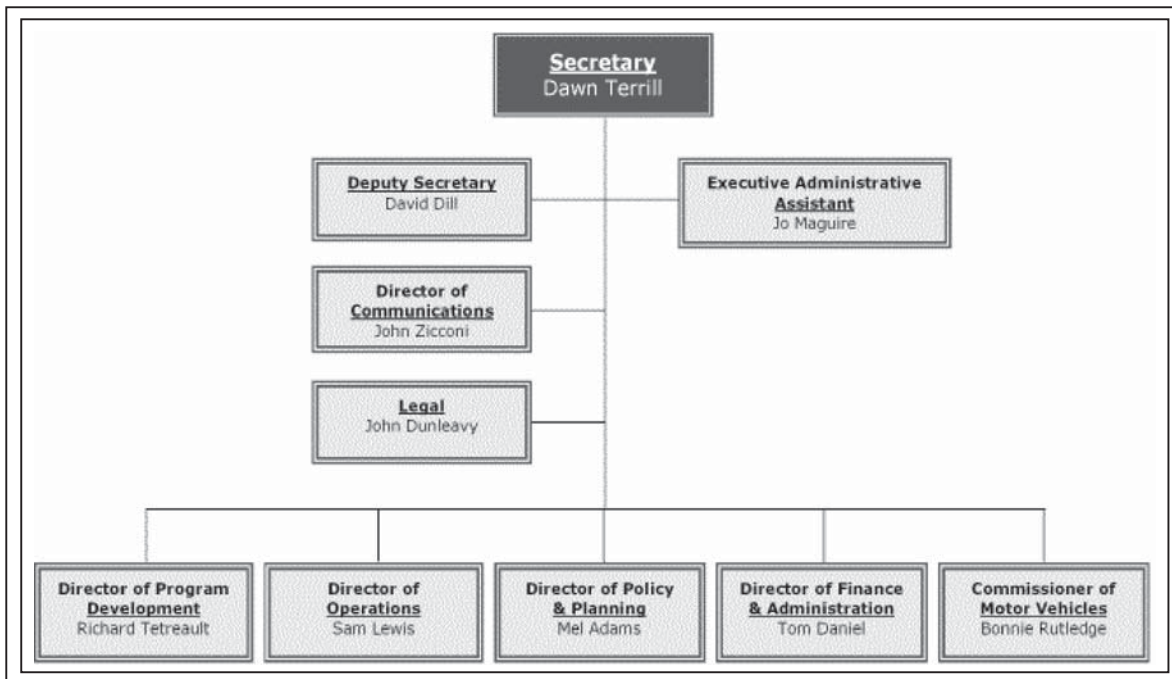 Secretary
Dawn Terrill
Deputy Secretary
David Dill
Executive Administrative
Assistant
Jo Maguire
Director of
Communications
John Zicconi
Legal
John Dunleavy
Director of Program
Development
Richard Tetreault
Director of
Operations
Sam Lewis
Director of Policy
& Planning
Mel Adams
Director of Finance
& Administration
Tom Daniel
Commissioner of
Motor Vehicles
Bonnie Rutledge